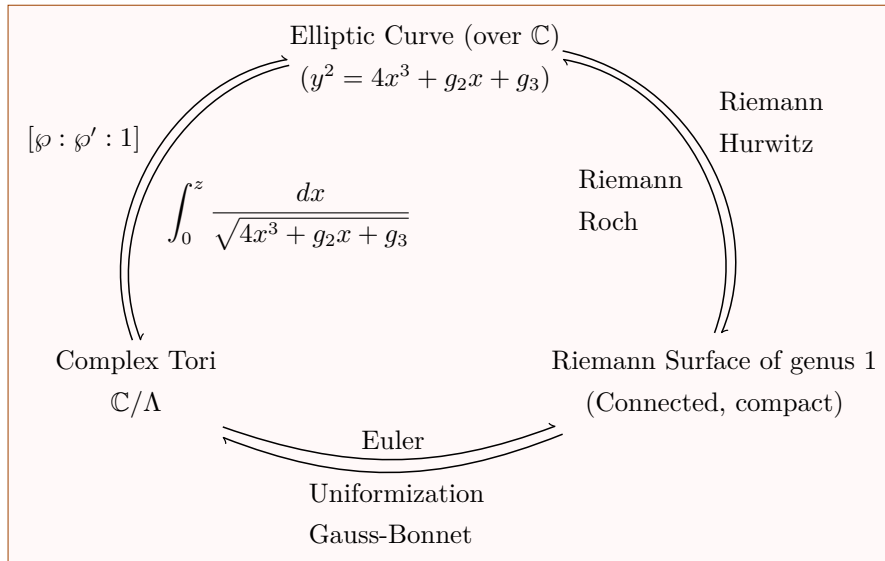 Elliptic Curve (over ℂ)
(y² = 4x³ + g₂x + g₃)
Riemann
Hurwitz
[℘ : ℘′ : 1]
Riemann
Roch
∫₀ᶻ dx / √(4x³ + g₂x + g₃)
Complex Tori
ℂ/Λ
Riemann Surface of genus 1
(Connected, compact)
Euler
Uniformization
Gauss-Bonnet